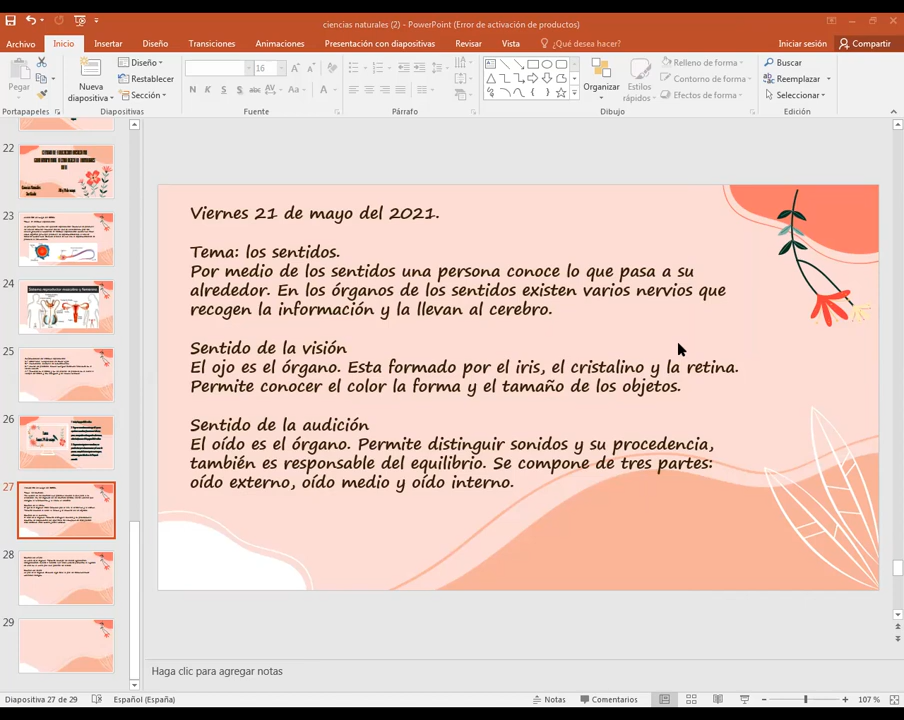 ciencias naturales (2) - PowerPoint (Error de activación de productos)
Archivo Inicio Insertar Diseño Transiciones Animaciones Presentación con diapositivas Revisar Vista ¿Qué desea hacer? Iniciar sesión Compartir
Pegar
Nueva diapositiva
Diseño
Restablecer
Sección
16
N K S abc AV Aa A
Organizar
Estilos rápidos
Relleno de forma
Contorno de forma
Efectos de forma
Buscar
Reemplazar
Seleccionar
Portapapeles Diapositivas Fuente Párrafo Dibujo Edición
22
23
24
25
26
27
28
29
Viernes 21 de mayo del 2021.
Tema: los sentidos.
Por medio de los sentidos una persona conoce lo que pasa a su
alrededor. En los órganos de los sentidos existen varios nervios que
recogen la información y la llevan al cerebro.
Sentido de la visión
El ojo es el órgano. Esta formado por el iris, el cristalino y la retina.
Permite conocer el color la forma y el tamaño de los objetos.
Sentido de la audición
El oído es el órgano. Permite distinguir sonidos y su procedencia,
también es responsable del equilibrio. Se compone de tres partes:
oído externo, oído medio y oído interno.
Haga clic para agregar notas
Diapositiva 27 de 29 Español (España) Notas Comentarios 107 %